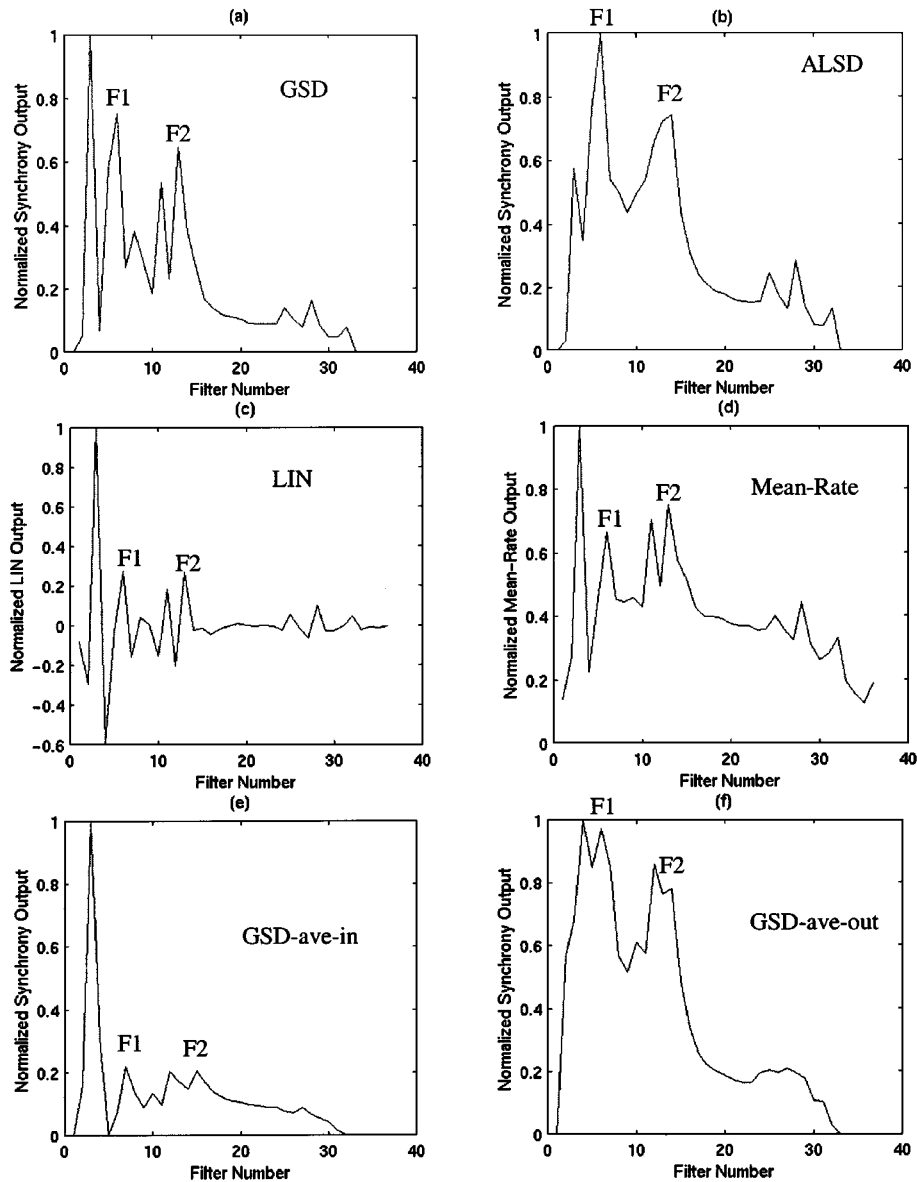 (a)
GSD
F1
F2
Normalized Synchrony Output
1
0.8
0.6
0.4
0.2
0
0 10 20 30 40
Filter Number
(b)
F1
ALSD
F2
Normalized Synchrony Output
1
0.8
0.6
0.4
0.2
0
0 10 20 30 40
Filter Number
(c)
LIN
F1
F2
Normalized LIN Output
1
0.8
0.6
0.4
0.2
0
−0.2
−0.4
−0.6
0 10 20 30 40
Filter Number
(d)
Mean-Rate
F1
F2
Normalized Mean−Rate Output
1
0.8
0.6
0.4
0.2
0
0 10 20 30 40
Filter Number
(e)
GSD-ave-in
F1
F2
Normalized Synchrony Output
1
0.8
0.6
0.4
0.2
0
0 10 20 30 40
Filter Number
(f)
F1
F2
GSD-ave-out
Normalized Synchrony Output
1
0.8
0.6
0.4
0.2
0
0 10 20 30 40
Filter Number